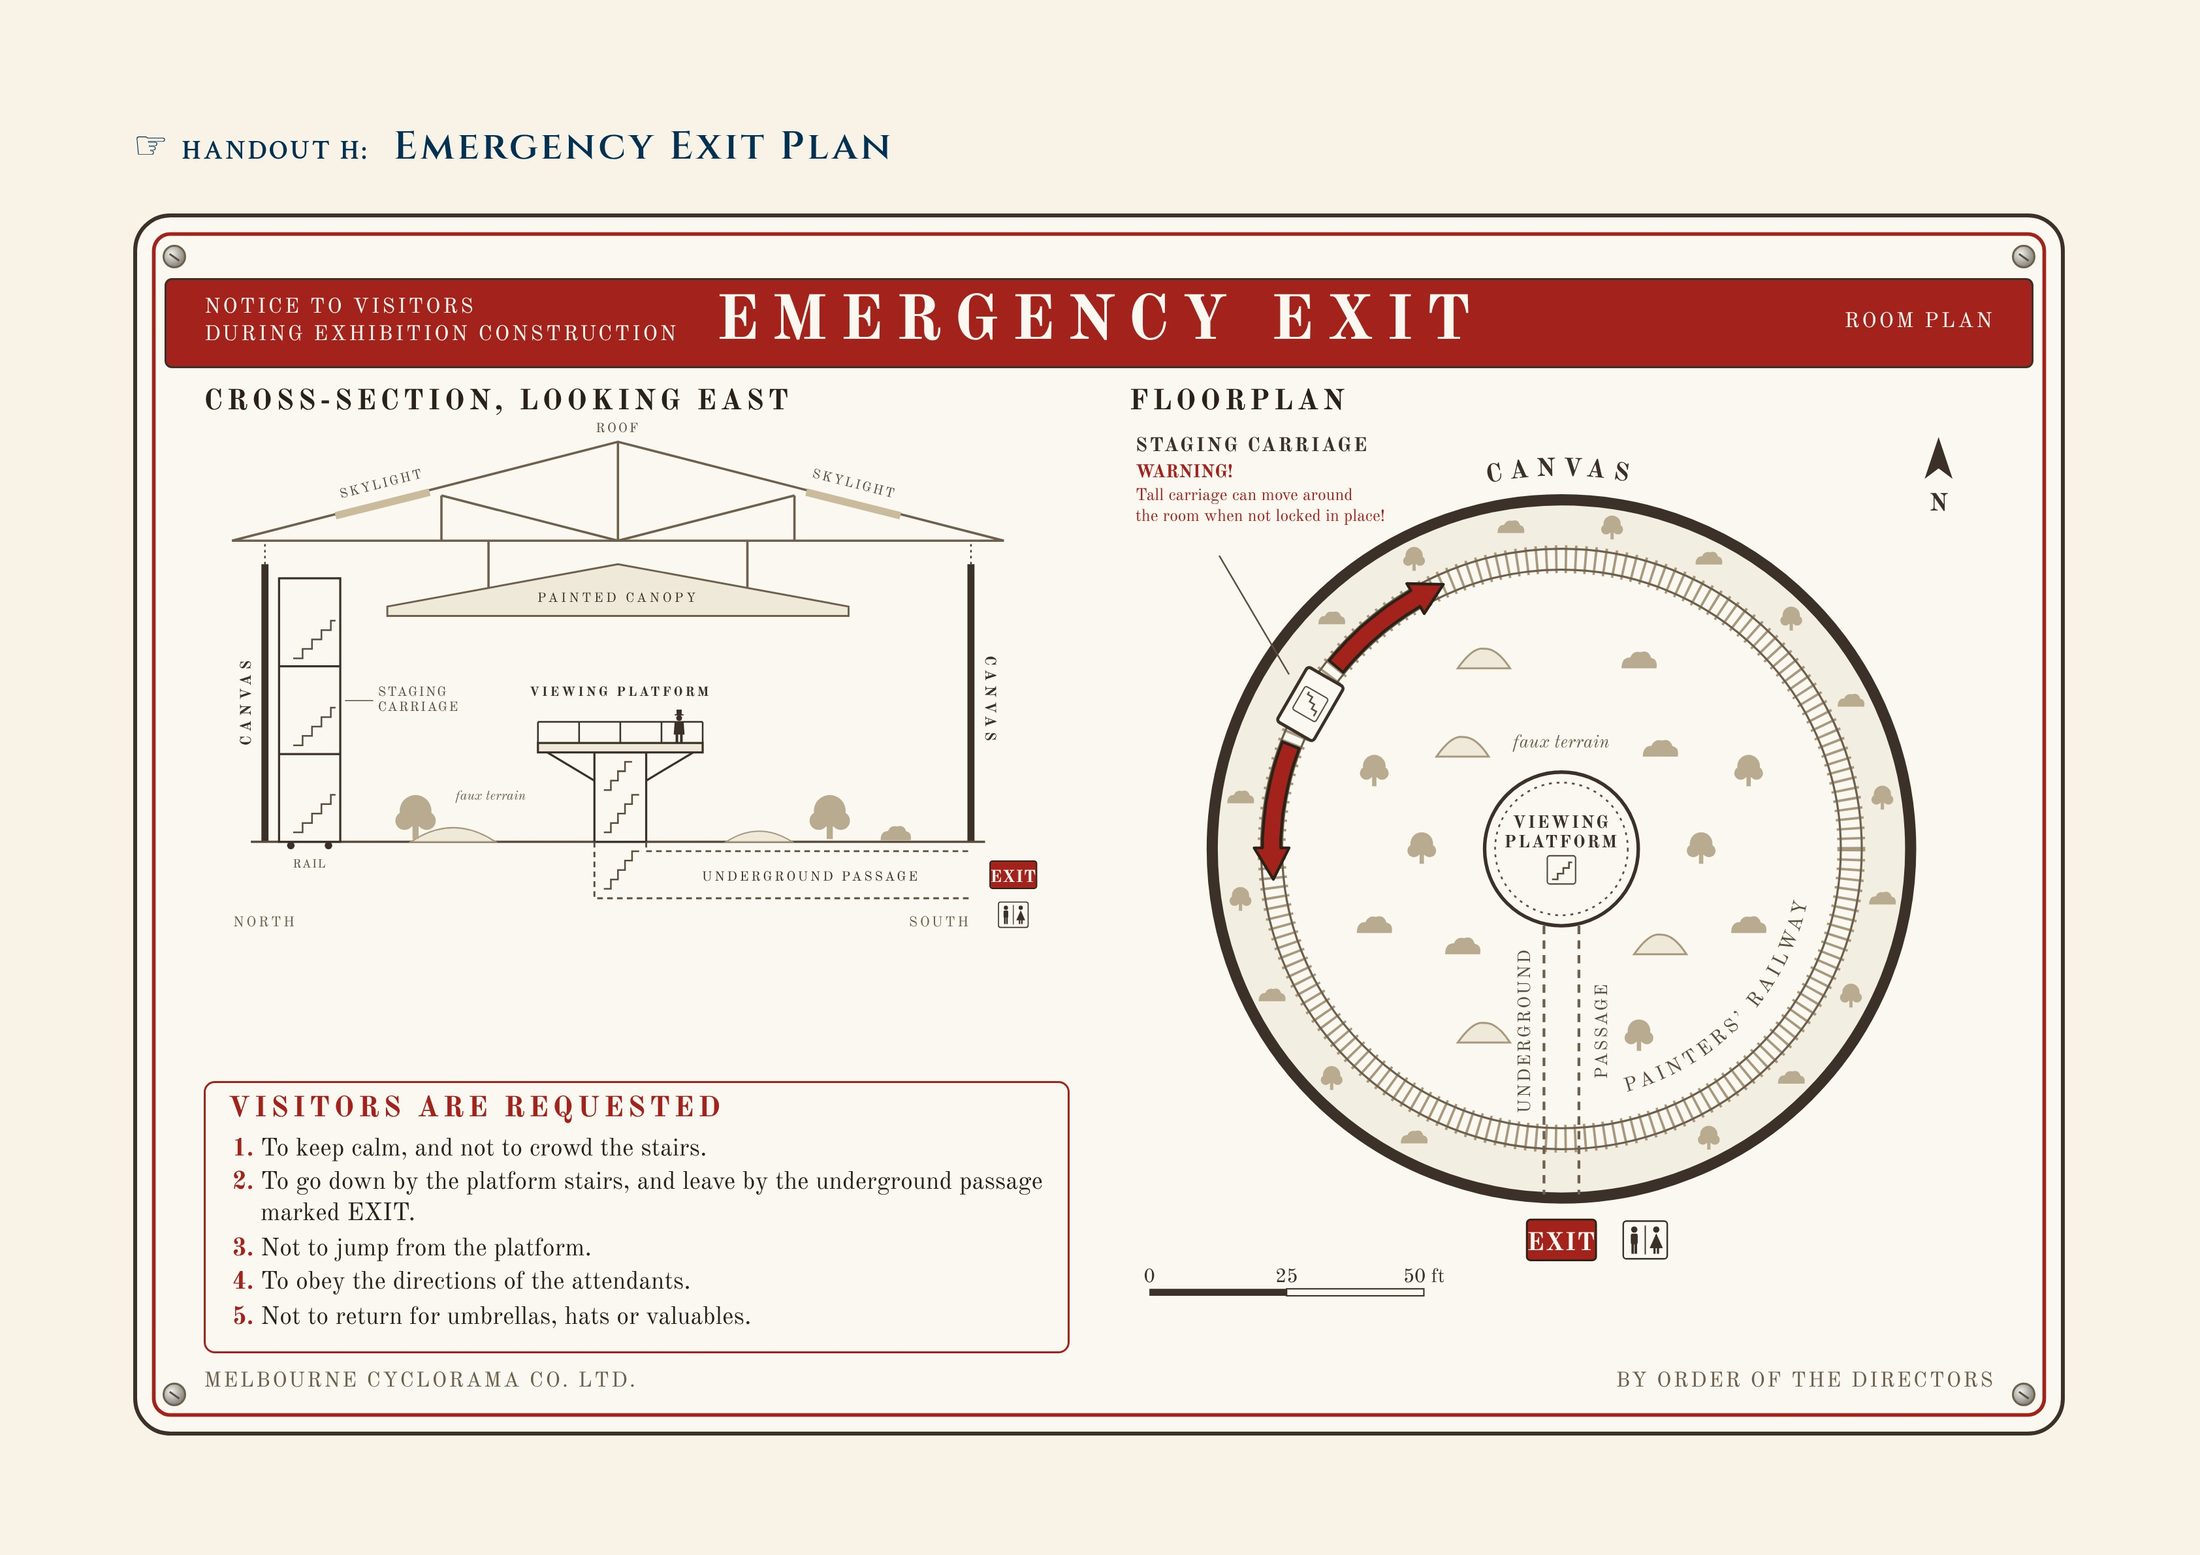 ☞ HANDOUT H: EMERGENCY EXIT PLAN
NOTICE TO VISITORS
DURING EXHIBITION CONSTRUCTION
EMERGENCY EXIT
ROOM PLAN
CROSS-SECTION, LOOKING EAST
ROOF
SKYLIGHT
SKYLIGHT
PAINTED CANOPY
CANVAS
STAGING
CARRIAGE
VIEWING PLATFORM
CANVAS
faux terrain
RAIL
UNDERGROUND PASSAGE
EXIT
NORTH
SOUTH
VISITORS ARE REQUESTED
1. To keep calm, and not to crowd the stairs.
2. To go down by the platform stairs, and leave by the underground passage
marked EXIT.
3. Not to jump from the platform.
4. To obey the directions of the attendants.
5. Not to return for umbrellas, hats or valuables.
FLOORPLAN
STAGING CARRIAGE
WARNING!
Tall carriage can move around
the room when not locked in place!
CANVAS
N
faux terrain
VIEWING
PLATFORM
UNDERGROUND
PASSAGE
PAINTERS' RAILWAY
EXIT
0 25 50 ft
MELBOURNE CYCLORAMA CO. LTD.
BY ORDER OF THE DIRECTORS